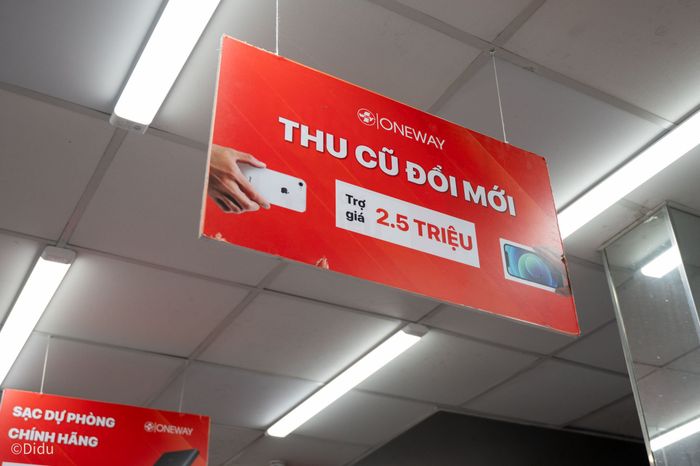 ONEWAY
THU CŨ ĐỔI MỚI
Trợ
giá
2.5 TRIỆU
SẠC DỰ PHÒNG
CHÍNH HÃNG
ONEWAY
©Didu